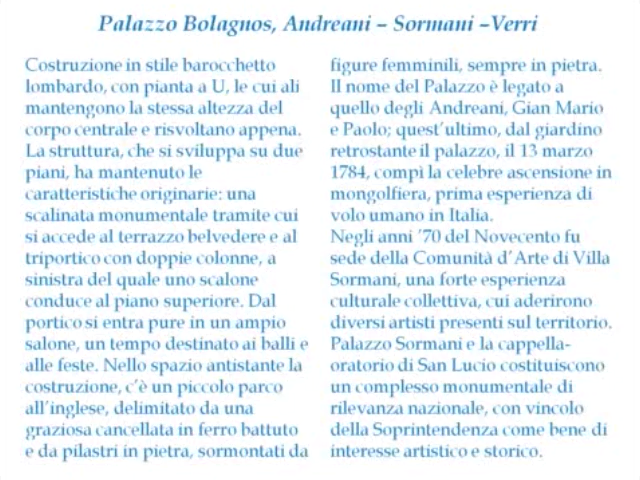 Palazzo Bolagnos, Andreani – Sormani –Verri
Costruzione in stile barocchetto
lombardo, con pianta a U, le cui ali
mantengono la stessa altezza del
corpo centrale e risvoltano appena.
La struttura, che si sviluppa su due
piani, ha mantenuto le
caratteristiche originarie: una
scalinata monumentale tramite cui
si accede al terrazzo belvedere e al
triportico con doppie colonne, a
sinistra del quale uno scalone
conduce al piano superiore. Dal
portico si entra pure in un ampio
salone, un tempo destinato ai balli e
alle feste. Nello spazio antistante la
costruzione, c'è un piccolo parco
all'inglese, delimitato da una
graziosa cancellata in ferro battuto
e da pilastri in pietra, sormontati da
figure femminili, sempre in pietra.
Il nome del Palazzo è legato a
quello degli Andreani, Gian Mario
e Paolo; quest'ultimo, dal giardino
retrostante il palazzo, il 13 marzo
1784, compì la celebre ascensione in
mongolfiera, prima esperienza di
volo umano in Italia.
Negli anni '70 del Novecento fu
sede della Comunità d'Arte di Villa
Sormani, una forte esperienza
culturale collettiva, cui aderirono
diversi artisti presenti sul territorio.
Palazzo Sormani e la cappella-
oratorio di San Lucio costituiscono
un complesso monumentale di
rilevanza nazionale, con vincolo
della Soprintendenza come bene di
interesse artistico e storico.